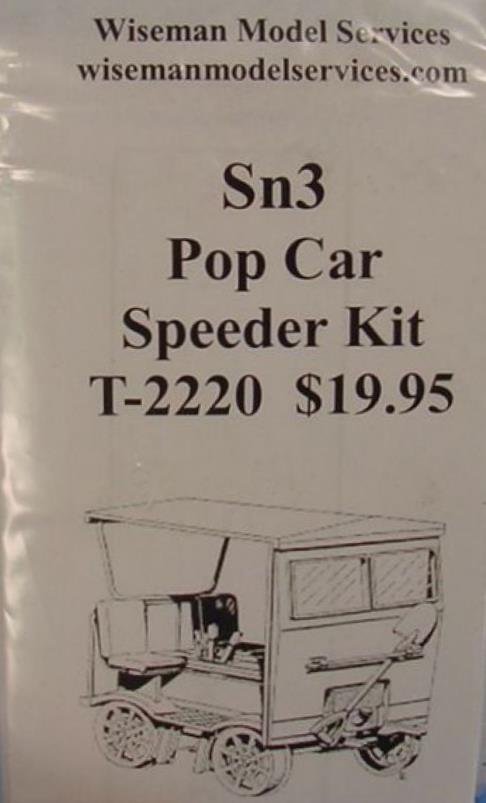 Wiseman Model Services
wisemanmodelservices.com
Sn3
Pop Car
Speeder Kit
T-2220 $19.95